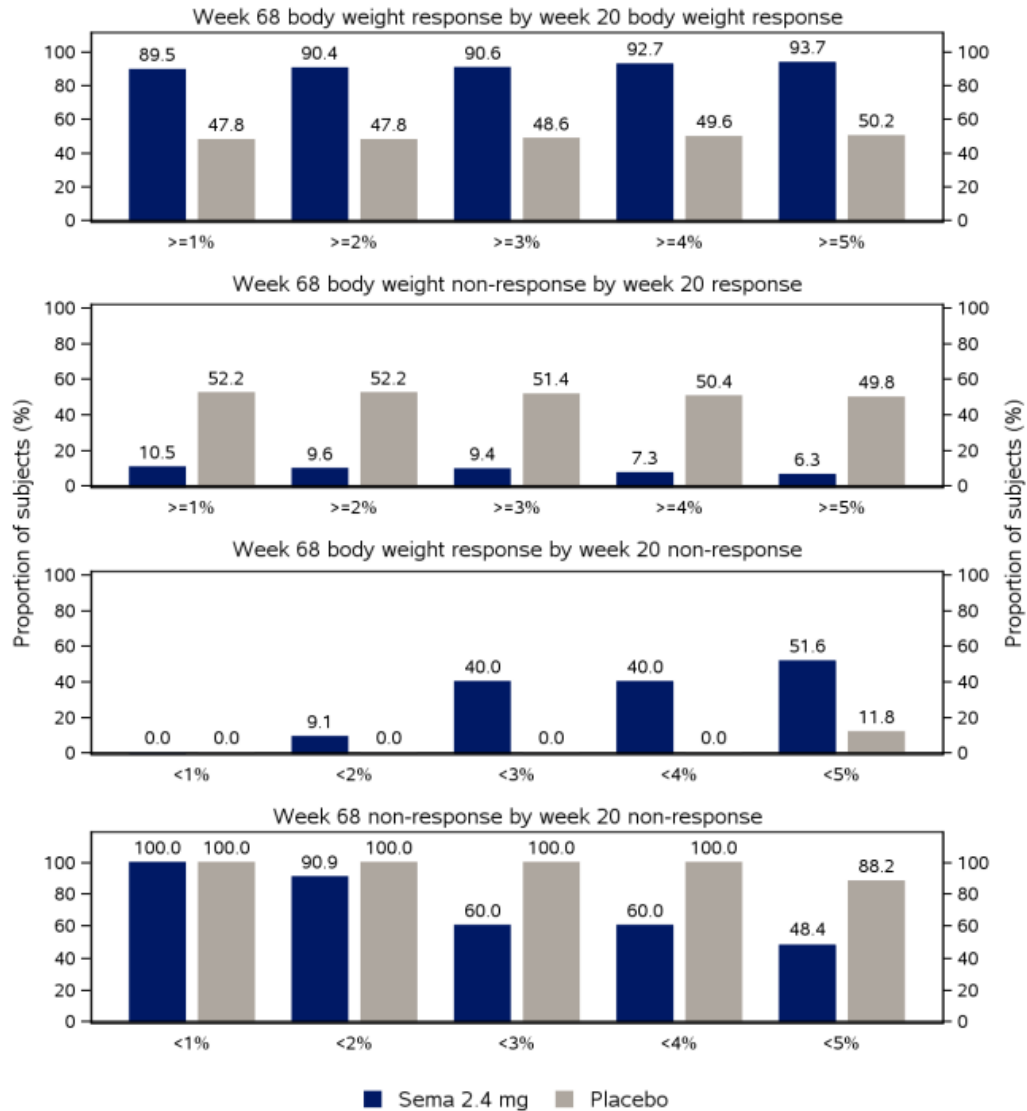 Week 68 body weight response by week 20 body weight response
100 100
89.5 90.4 90.6 92.7 93.7
80 80
60 60
47.8 47.8 48.6 49.6 50.2
40 40
20 20
0 0
>=1% >=2% >=3% >=4% >=5%
Week 68 body weight non-response by week 20 response
100 100
80 80
60 60
52.2 52.2 51.4 50.4 49.8
40 40
20 20
10.5 9.6 9.4 7.3 6.3
0 0
>=1% >=2% >=3% >=4% >=5%
Proportion of subjects (%)
Proportion of subjects (%)
Week 68 body weight response by week 20 non-response
100 100
80 80
60 60
40 40
20 20
0 0
0.0 0.0 9.1 0.0 40.0 0.0 40.0 0.0 51.6 11.8
<1% <2% <3% <4% <5%
Week 68 non-response by week 20 non-response
100.0 100.0 90.9 100.0 60.0 100.0 60.0 100.0 48.4 88.2
100 100
80 80
60 60
40 40
20 20
0 0
<1% <2% <3% <4% <5%
Sema 2.4 mg Placebo